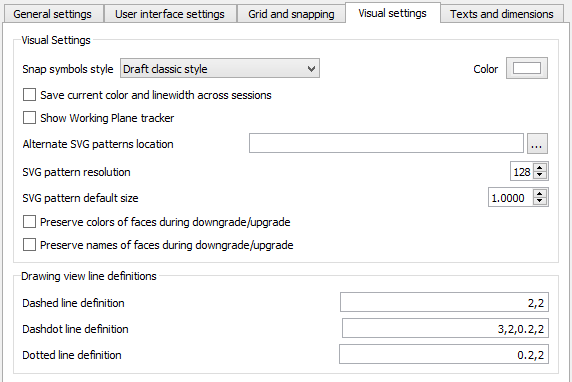 General settings User interface settings Grid and snapping Visual settings Texts and dimensions
Visual Settings
Snap symbols style Draft classic style Color
Save current color and linewidth across sessions
Show Working Plane tracker
Alternate SVG patterns location ...
SVG pattern resolution 128
SVG pattern default size 1.0000
Preserve colors of faces during downgrade/upgrade
Preserve names of faces during downgrade/upgrade
Drawing view line definitions
Dashed line definition 2,2
Dashdot line definition 3,2,0.2,2
Dotted line definition 0.2,2